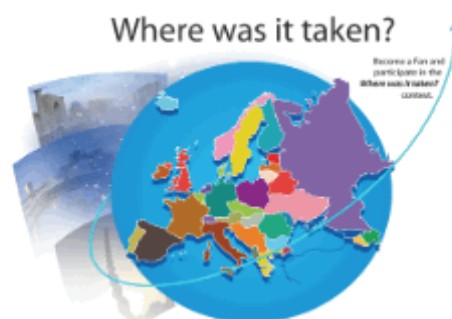 Where was it taken?
Become a Fan and
participate in the
Where was it taken?
contest.